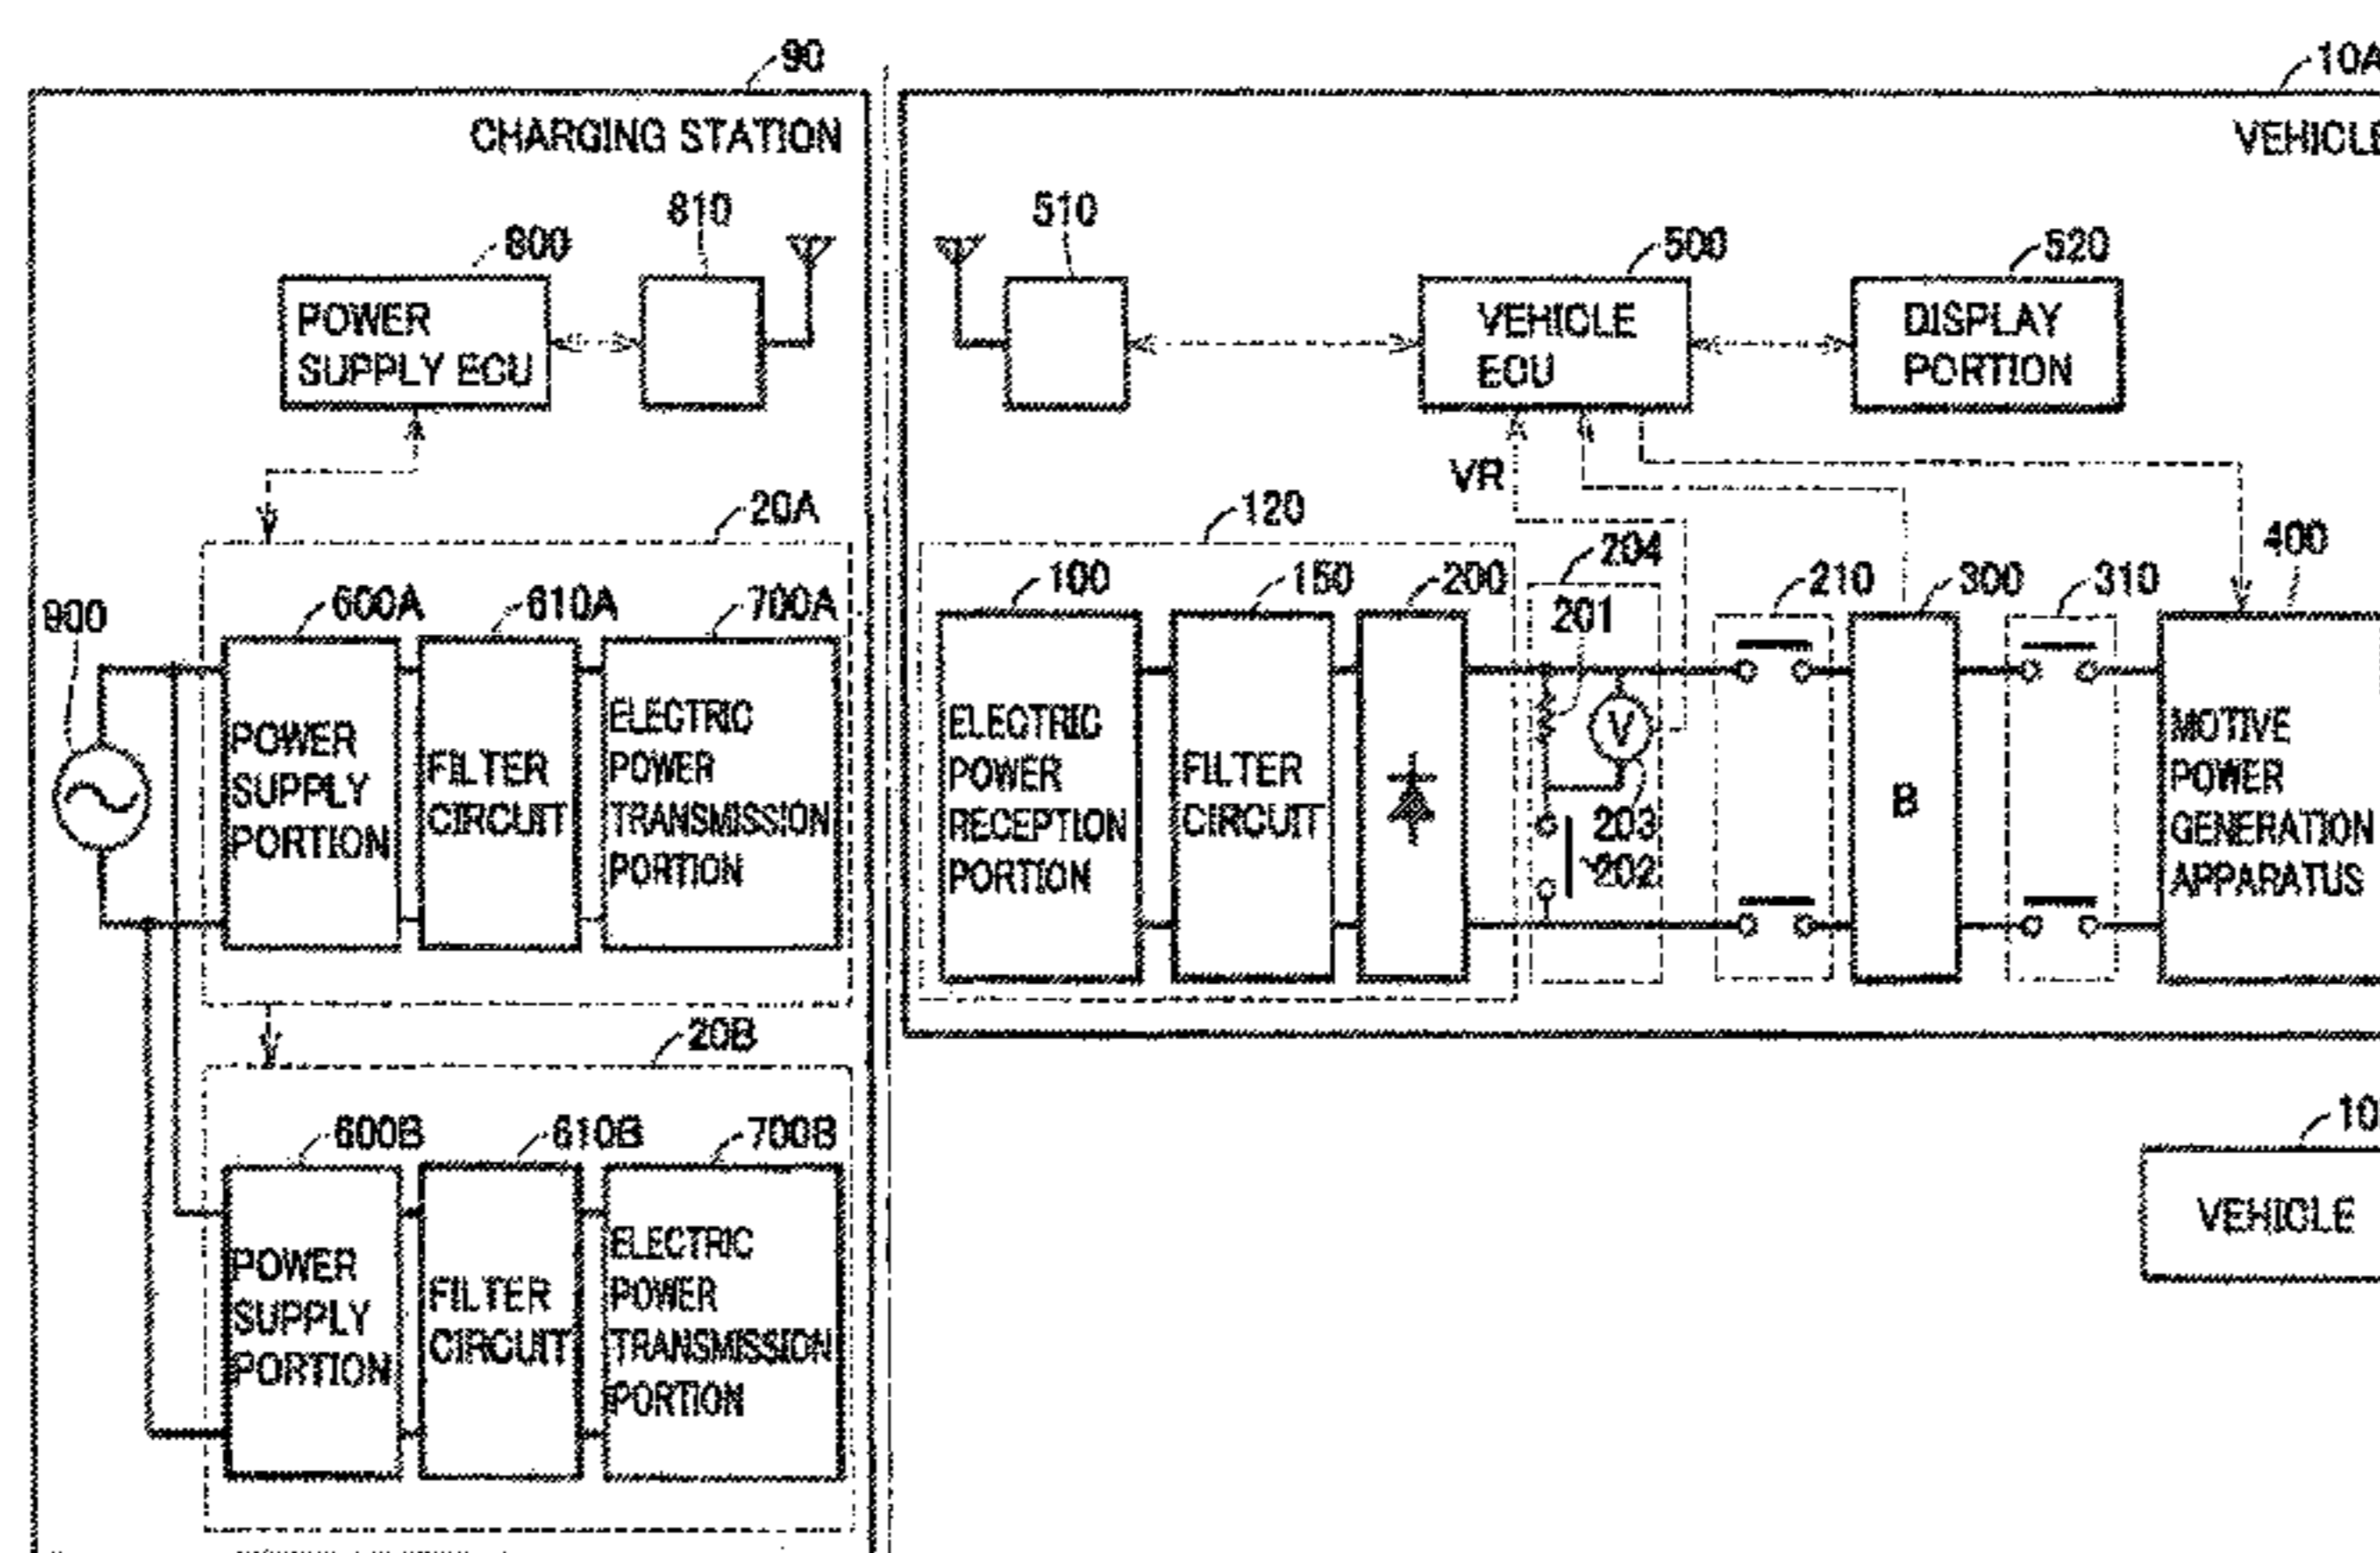 90
10A
CHARGING STATION
VEHICLE
810
510
800
500
520
POWER
SUPPLY ECU
VEHICLE
ECU
DISPLAY
PORTION
VR
20A
120
204
400
900
600A
610A
700A
100
150
200
201
210
300
310
POWER
SUPPLY
PORTION
FILTER
CIRCUIT
ELECTRIC
POWER
TRANSMISSION
PORTION
ELECTRIC
POWER
RECEPTION
PORTION
FILTER
CIRCUIT
V
203
202
B
MOTIVE
POWER
GENERATION
APPARATUS
20B
600B
610B
700B
10
POWER
SUPPLY
PORTION
FILTER
CIRCUIT
ELECTRIC
POWER
TRANSMISSION
PORTION
VEHICLE